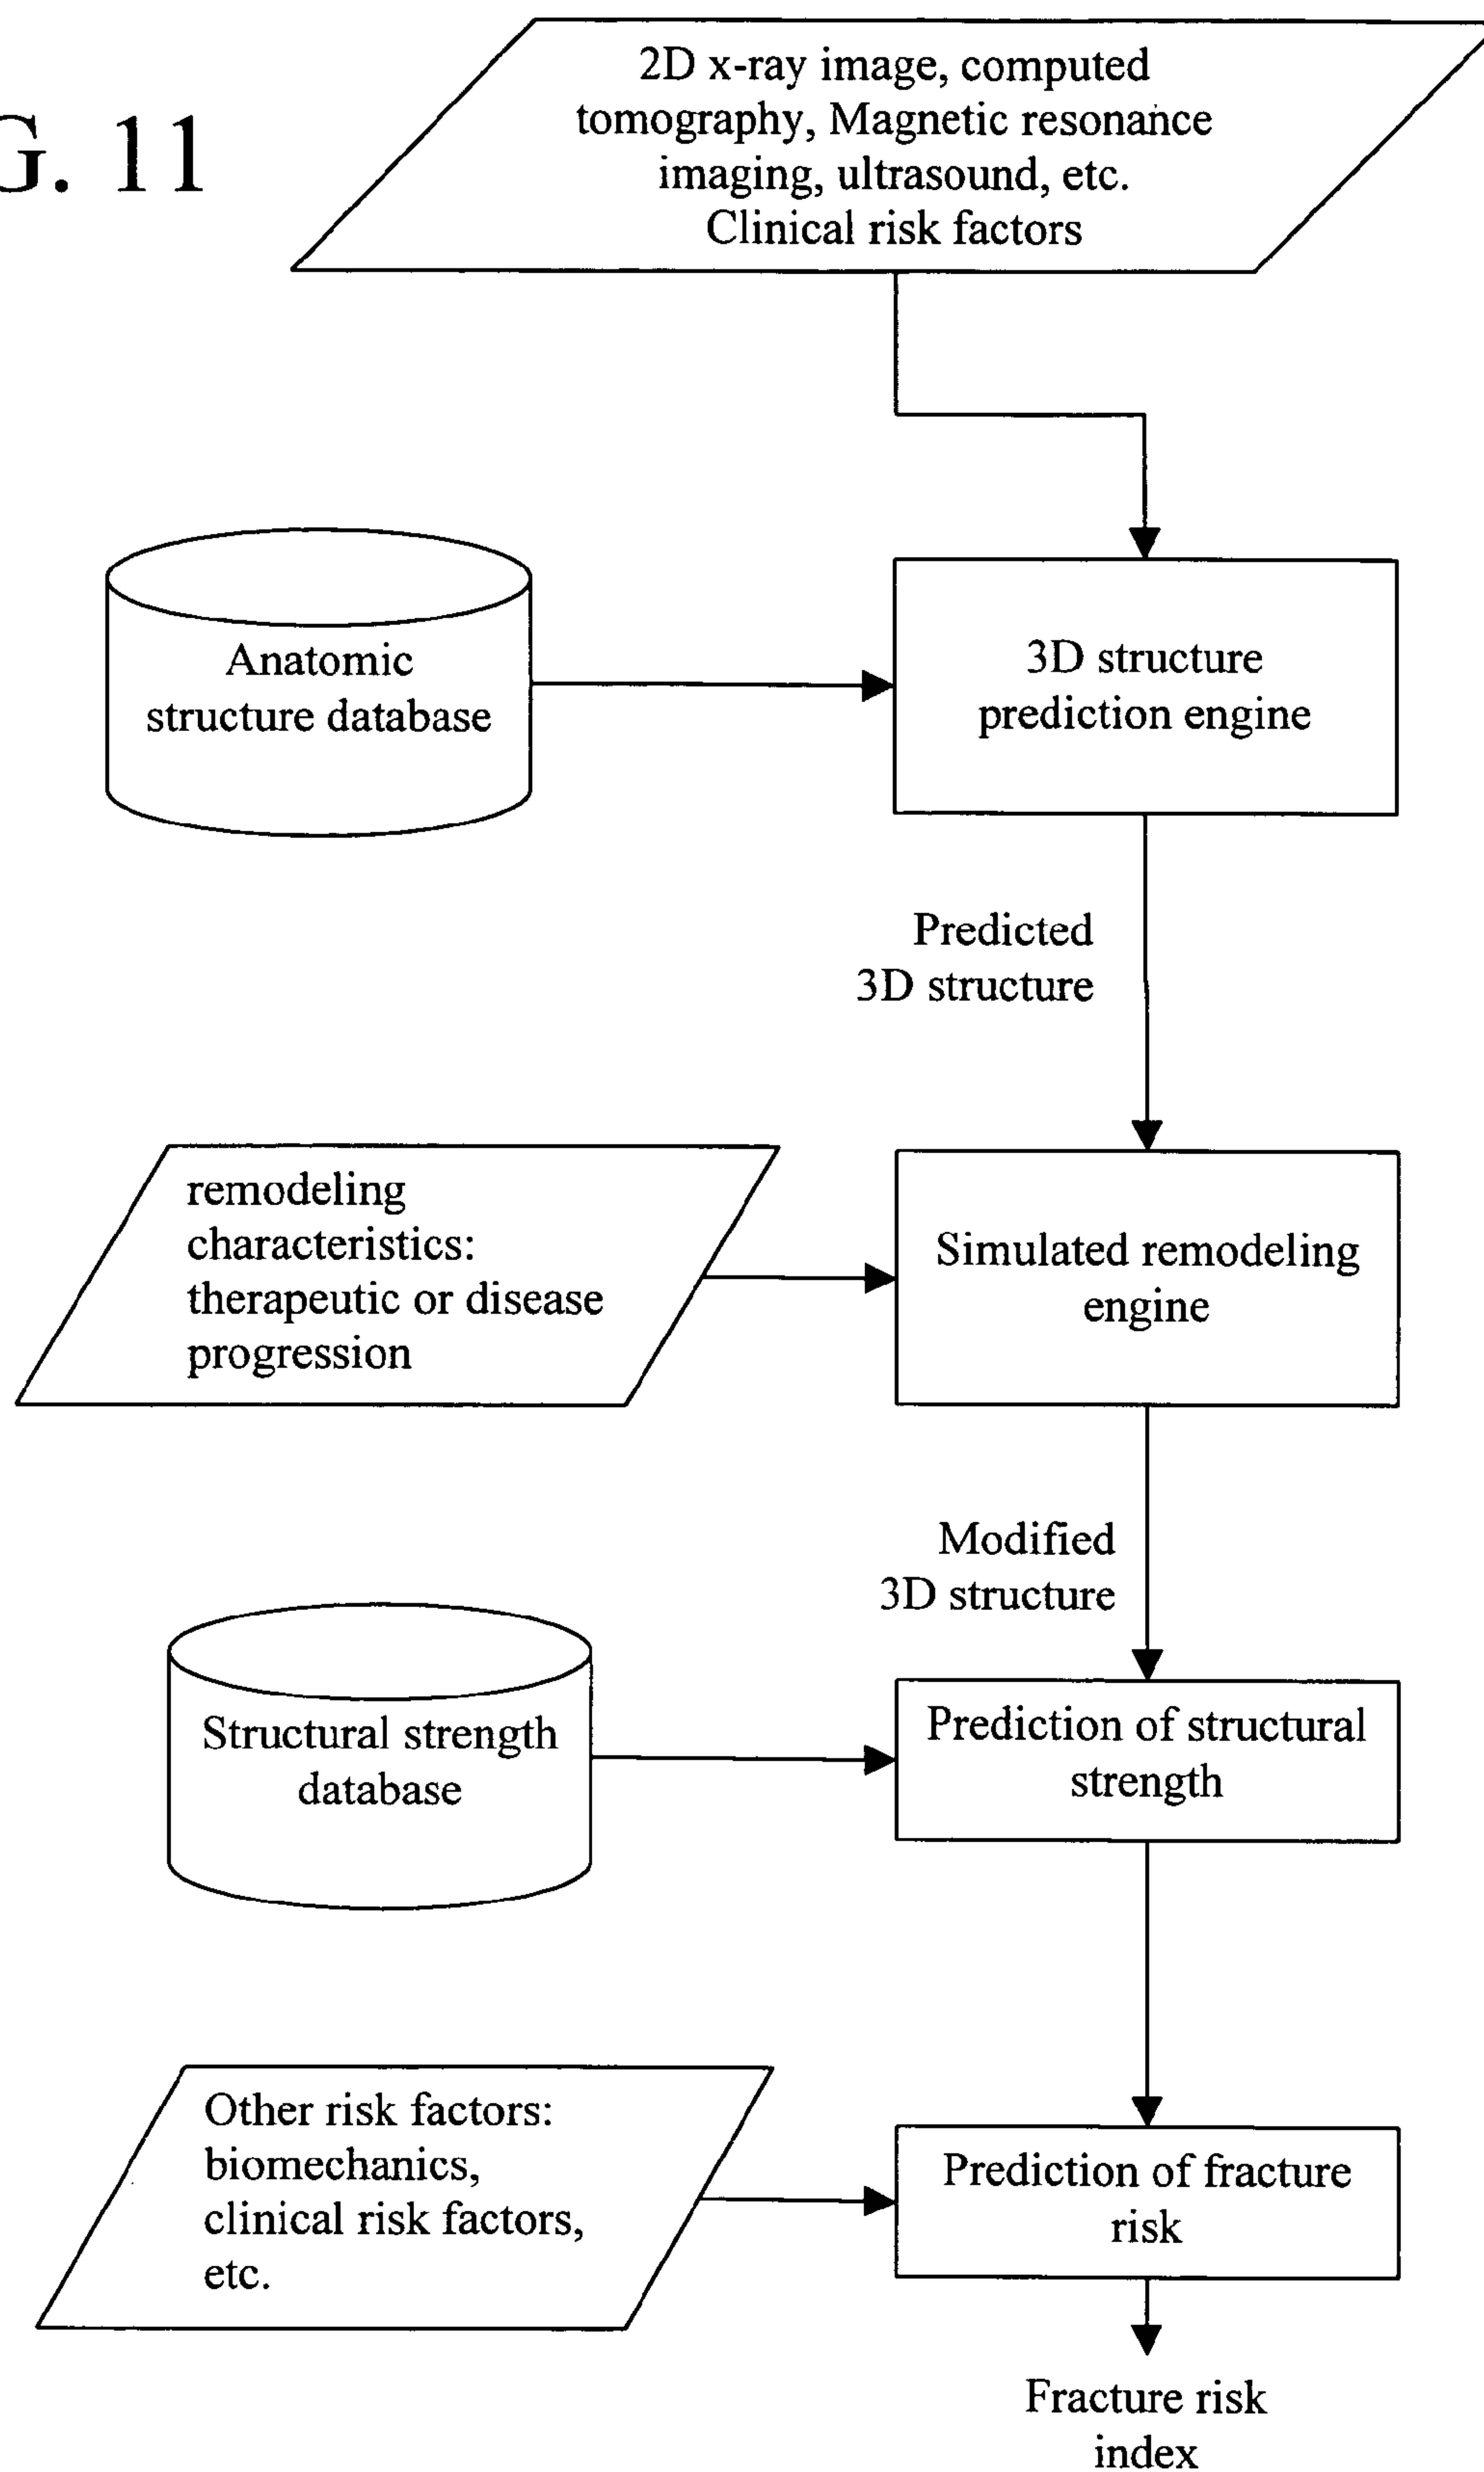 G. 11
2D x-ray image, computed
tomography, Magnetic resonance
imaging, ultrasound, etc.
Clinical risk factors
Anatomic
structure database
3D structure
prediction engine
Predicted
3D structure
remodeling
characteristics:
therapeutic or disease
progression
Simulated remodeling
engine
Modified
3D structure
Structural strength
database
Prediction of structural
strength
Other risk factors:
biomechanics,
clinical risk factors,
etc.
Prediction of fracture
risk
Fracture risk
index